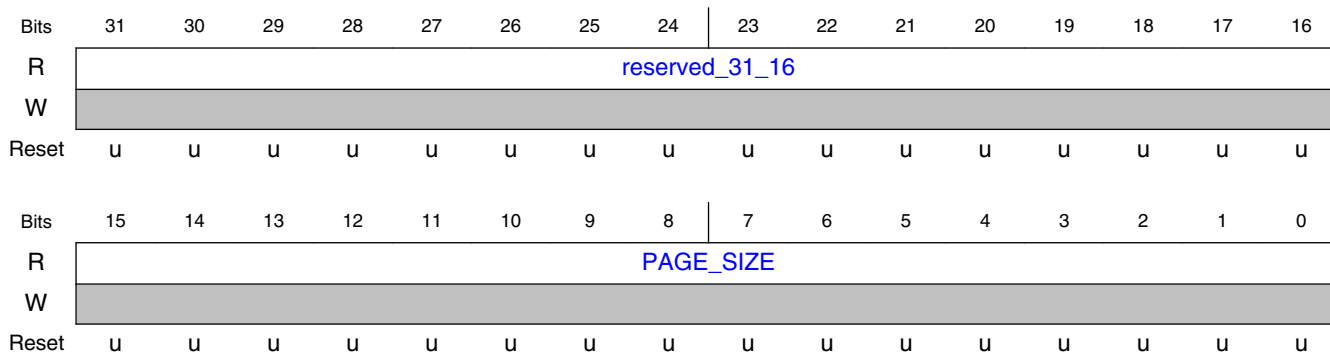 Bits 31 30 29 28 27 26 25 24 23 22 21 20 19 18 17 16
R reserved_31_16
W
Reset u u u u u u u u u u u u u u u u
Bits 15 14 13 12 11 10 9 8 7 6 5 4 3 2 1 0
R PAGE_SIZE
W
Reset u u u u u u u u u u u u u u u u